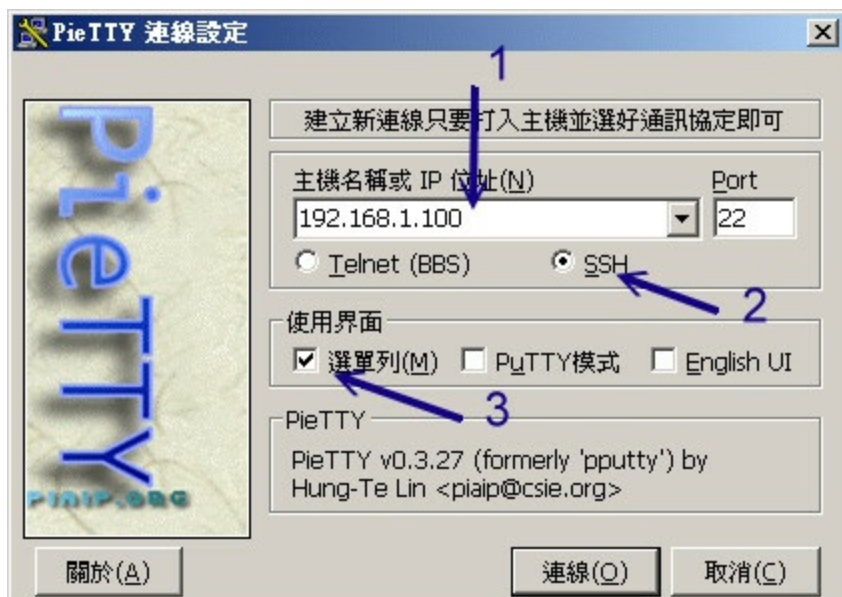 PieTTY 連線設定
1
建立新連線只要打入主機並選好通訊協定即可
主機名稱或 IP 位址(N)
Port
192.168.1.100
22
Telnet (BBS)
SSH
2
使用界面
選單列(M)
PuTTY模式
English UI
3
PieTTY
PieTTY v0.3.27 (formerly 'pputty') by
Hung-Te Lin <piaip@csie.org>
PieTTY
PIAIP.ORG
關於(A)
連線(O)
取消(C)